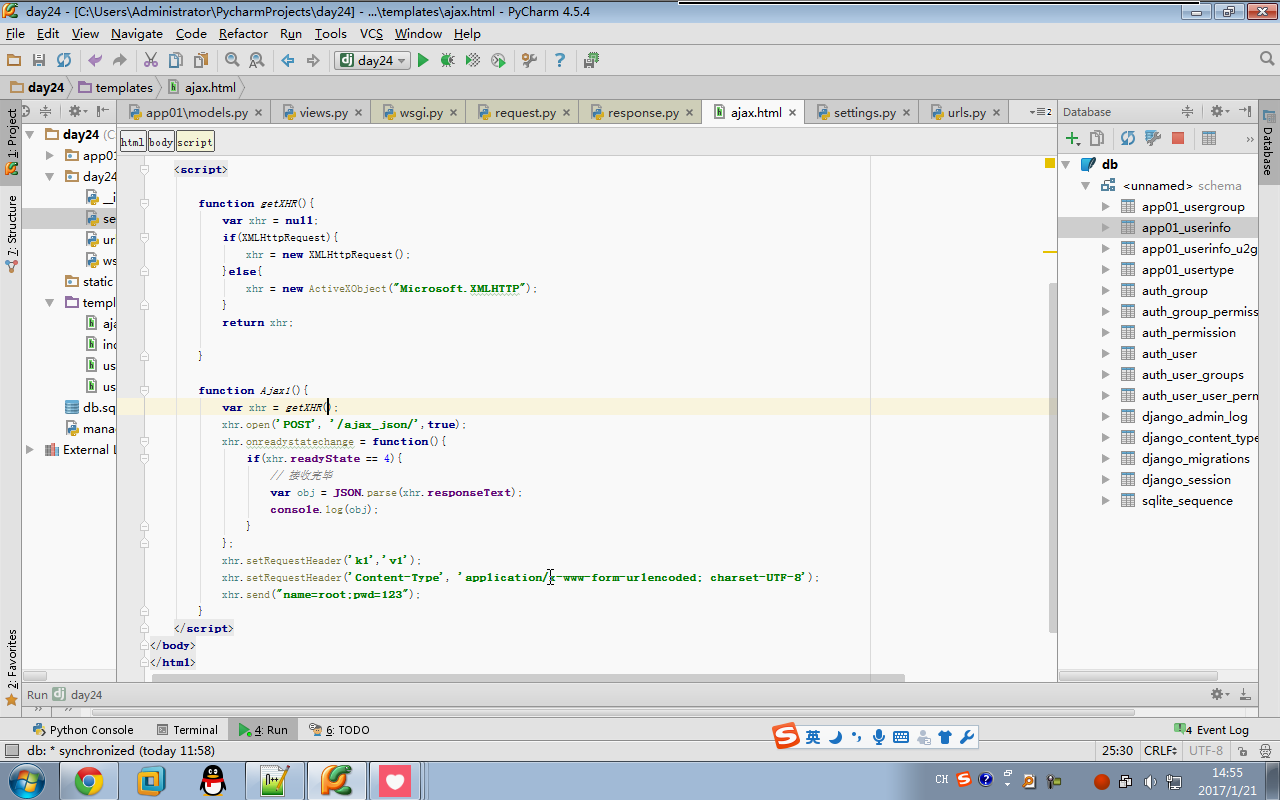 day24 - [C:\Users\Administrator\PycharmProjects\day24] - ...\templates\ajax.html - PyCharm 4.5.4
File Edit View Navigate Code Refactor Run Tools VCS Window Help
day24
day24 templates ajax.html
app01\models.py views.py wsgi.py request.py response.py ajax.html settings.py urls.py
2
html body script
1: Project
7: Structure
2: Favorites
day24 (C
app01
day24
__i
se
ur
ws
static
templ
aja
inc
us
us
db.sq
mana
External L
<script>
function getXHR(){
var xhr = null;
if(XMLHttpRequest){
xhr = new XMLHttpRequest();
}else{
xhr = new ActiveXObject("Microsoft.XMLHTTP");
}
return xhr;
}
function Ajax1(){
var xhr = getXHR();
xhr.open('POST', '/ajax_json/',true);
xhr.onreadystatechange = function(){
if(xhr.readyState == 4){
// 接收完毕
var obj = JSON.parse(xhr.responseText);
console.log(obj);
}
};
xhr.setRequestHeader('k1','v1');
xhr.setRequestHeader('Content-Type', 'application/x-www-form-urlencoded; charset-UTF-8');
xhr.send("name=root;pwd=123");
}
</script>
</body>
</html>
Database
db
<unnamed> schema
app01_usergroup
app01_userinfo
app01_userinfo_u2g
app01_usertype
auth_group
auth_group_permiss
auth_permission
auth_user
auth_user_groups
auth_user_user_perm
django_admin_log
django_content_type
django_migrations
django_session
sqlite_sequence
Database
Run day24
Python Console Terminal 4: Run 6: TODO
英
4 Event Log
db: * synchronized (today 11:58)
25:30 CRLF UTF-8
CH
14:55
2017/1/21